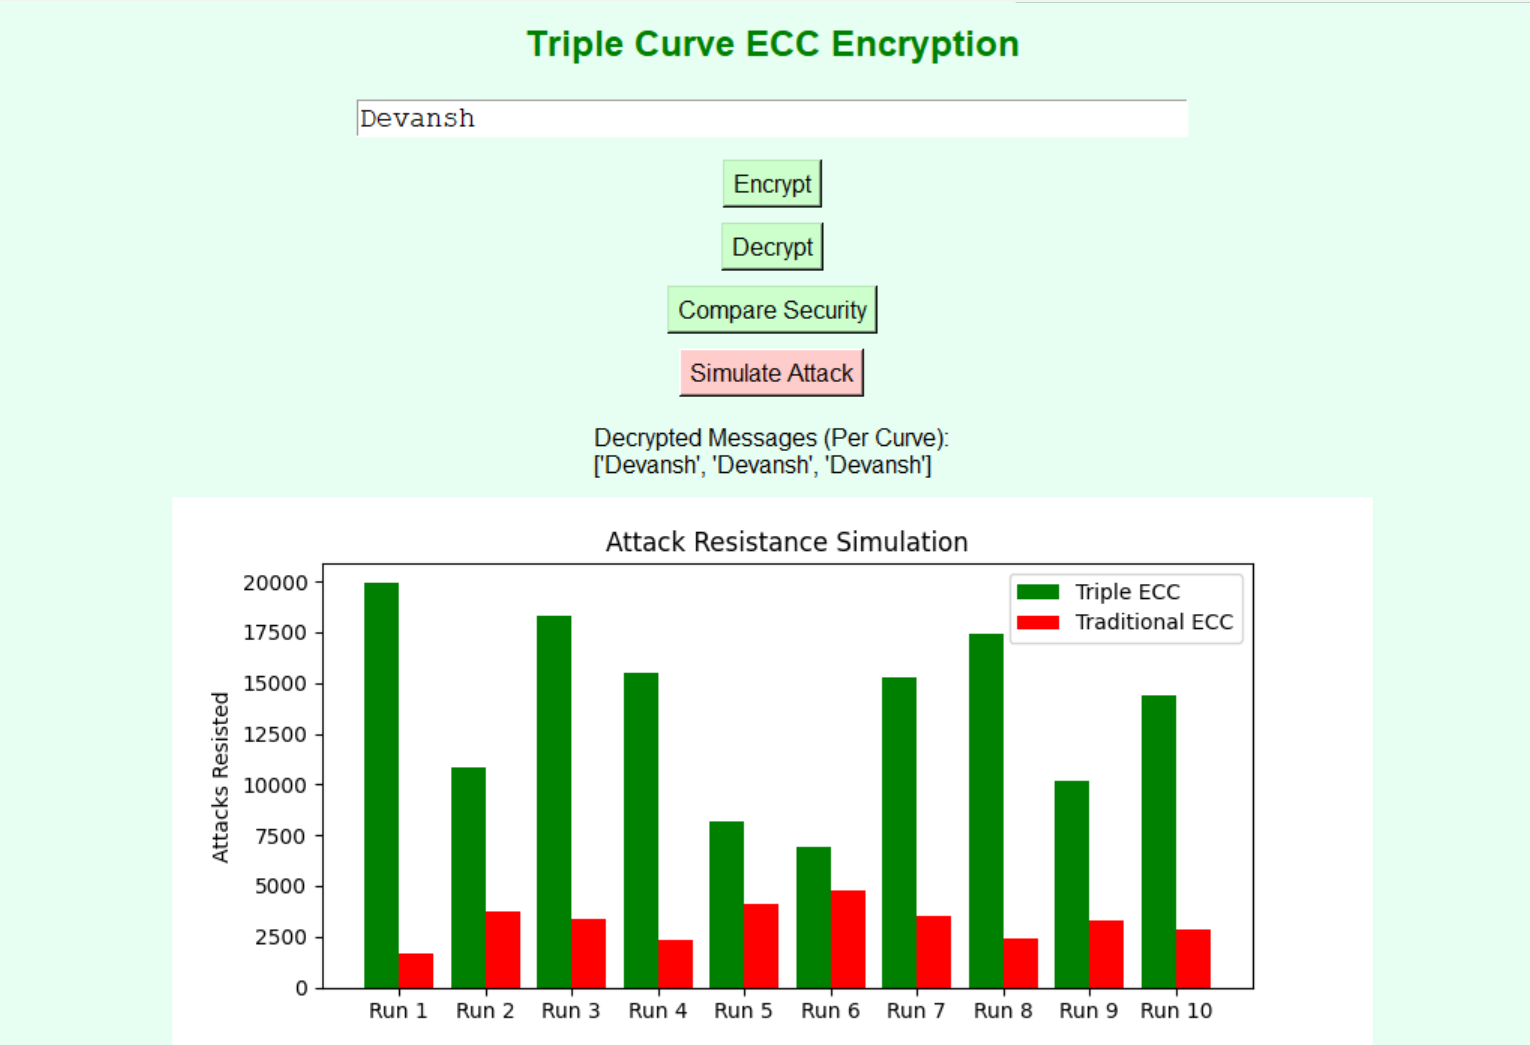 Triple Curve ECC Encryption
Devansh
Encrypt
Decrypt
Compare Security
Simulate Attack
Decrypted Messages (Per Curve):
['Devansh', 'Devansh', 'Devansh']
Attack Resistance Simulation
Triple ECC
Traditional ECC
Attacks Resisted
20000
17500
15000
12500
10000
7500
5000
2500
0
Run 1 Run 2 Run 3 Run 4 Run 5 Run 6 Run 7 Run 8 Run 9 Run 10